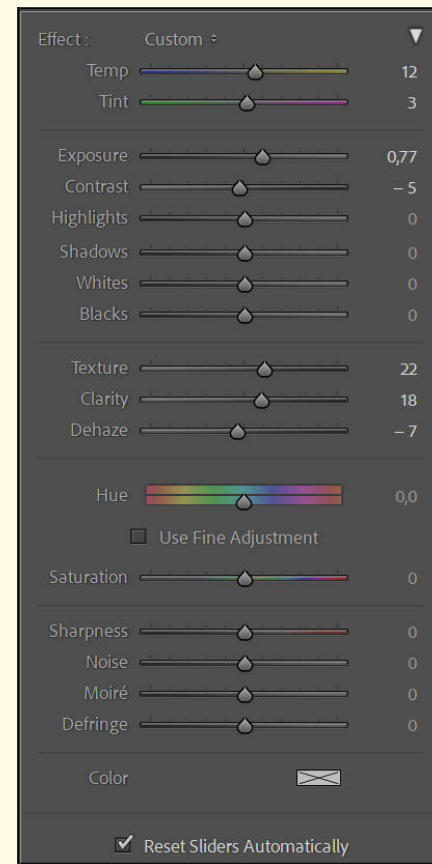 Effect : Custom
Temp 12
Tint 3
Exposure 0,77
Contrast – 5
Highlights 0
Shadows 0
Whites 0
Blacks 0
Texture 22
Clarity 18
Dehaze – 7
Hue 0,0
Use Fine Adjustment
Saturation 0
Sharpness 0
Noise 0
Moiré 0
Defringe 0
Color
Reset Sliders Automatically